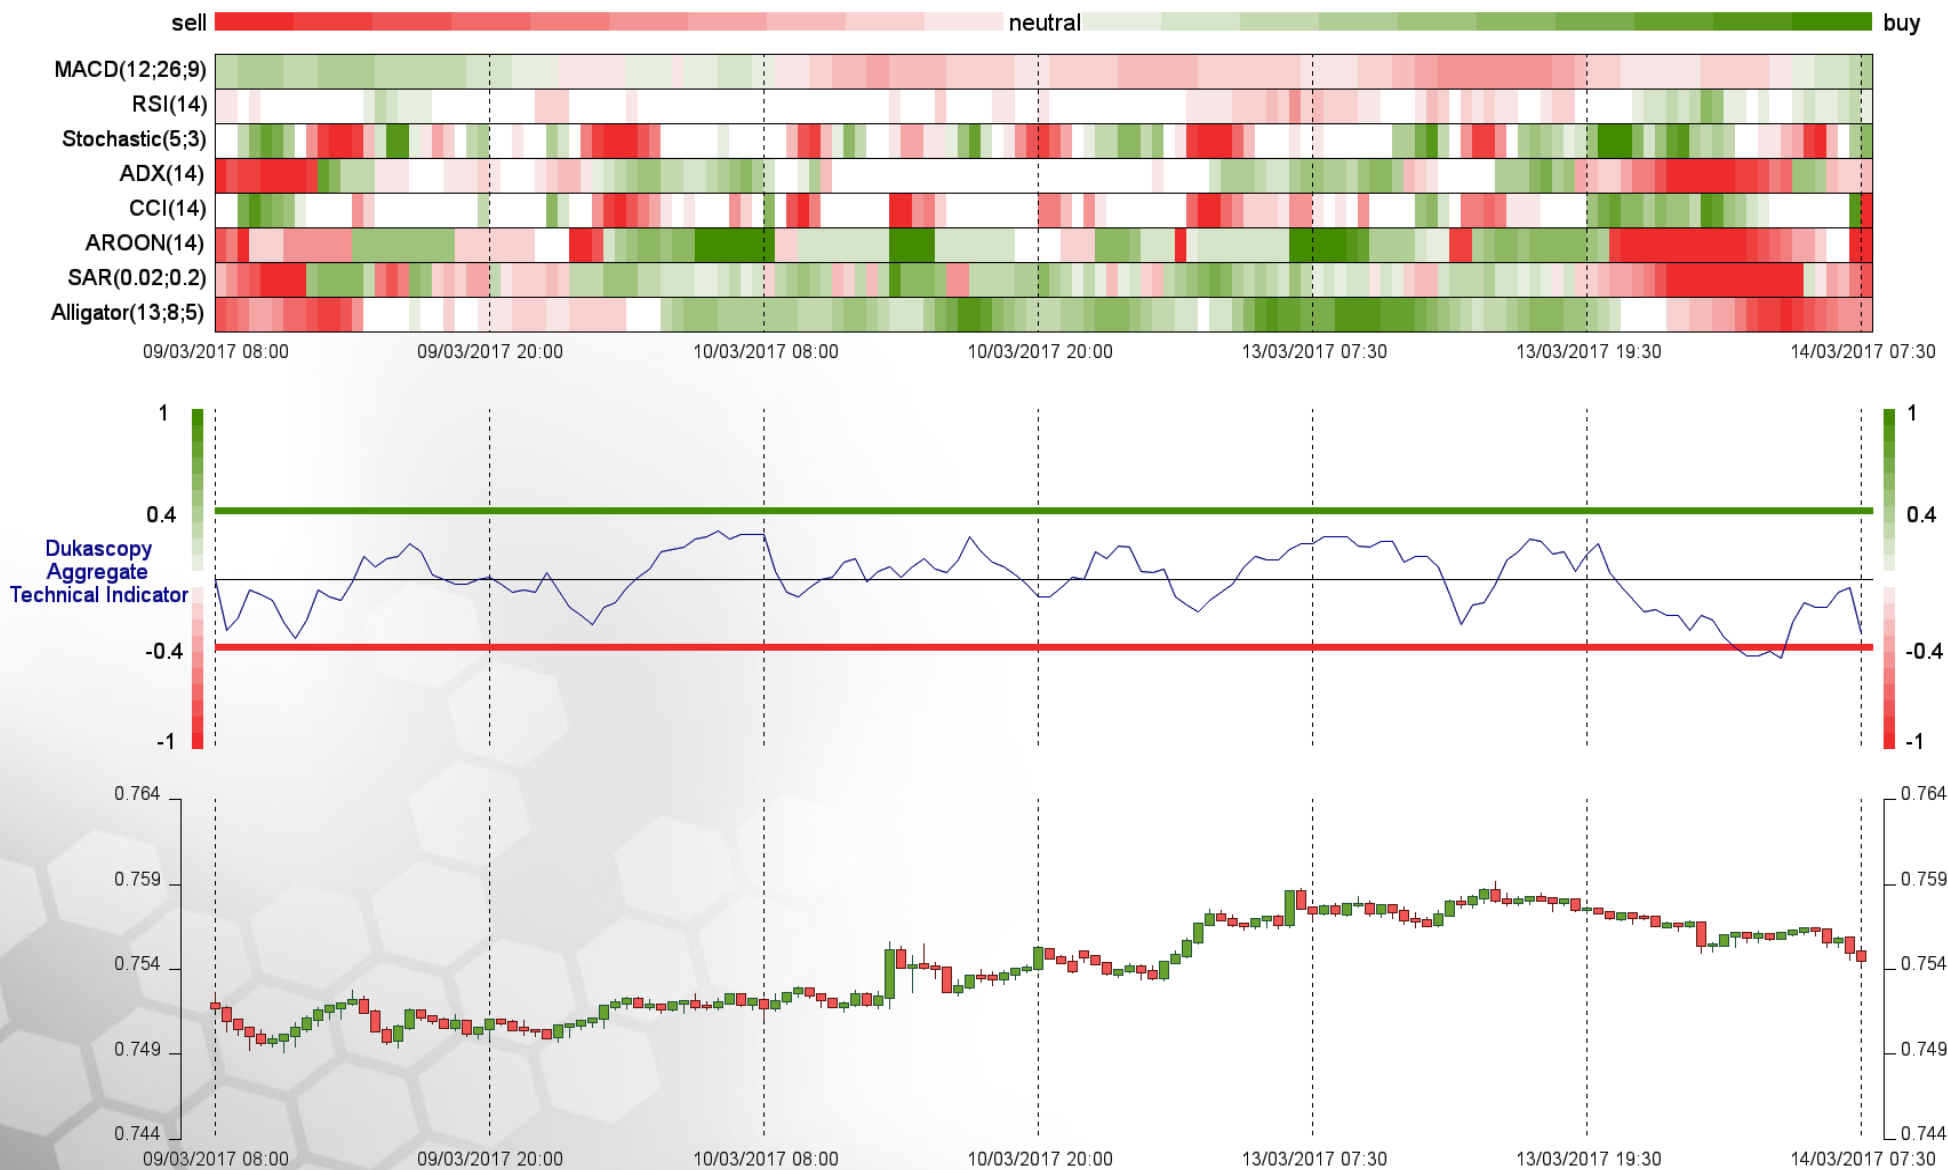 sell neutral buy
MACD(12;26;9)
RSI(14)
Stochastic(5;3)
ADX(14)
CCI(14)
AROON(14)
SAR(0.02;0.2)
Alligator(13;8;5)
09/03/2017 08:00 09/03/2017 20:00 10/03/2017 08:00 10/03/2017 20:00 13/03/2017 07:30 13/03/2017 19:30 14/03/2017 07:30
1 1
0.4 0.4
Dukascopy
Aggregate
Technical Indicator
-0.4 -0.4
-1 -1
0.764 0.764
0.759 0.759
0.754 0.754
0.749 0.749
0.744 0.744
09/03/2017 08:00 09/03/2017 20:00 10/03/2017 08:00 10/03/2017 20:00 13/03/2017 07:30 13/03/2017 19:30 14/03/2017 07:30